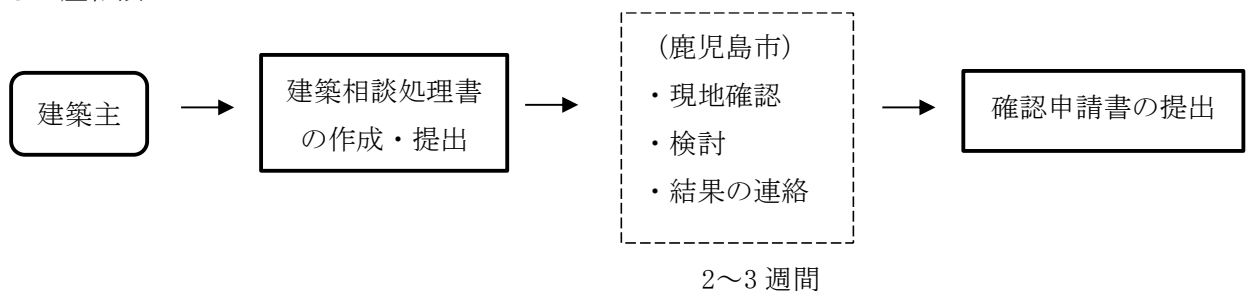 建築主
建築相談処理書
の作成・提出
(鹿児島市)
・現地確認
・検討
・結果の連絡
確認申請書の提出
2～3 週間